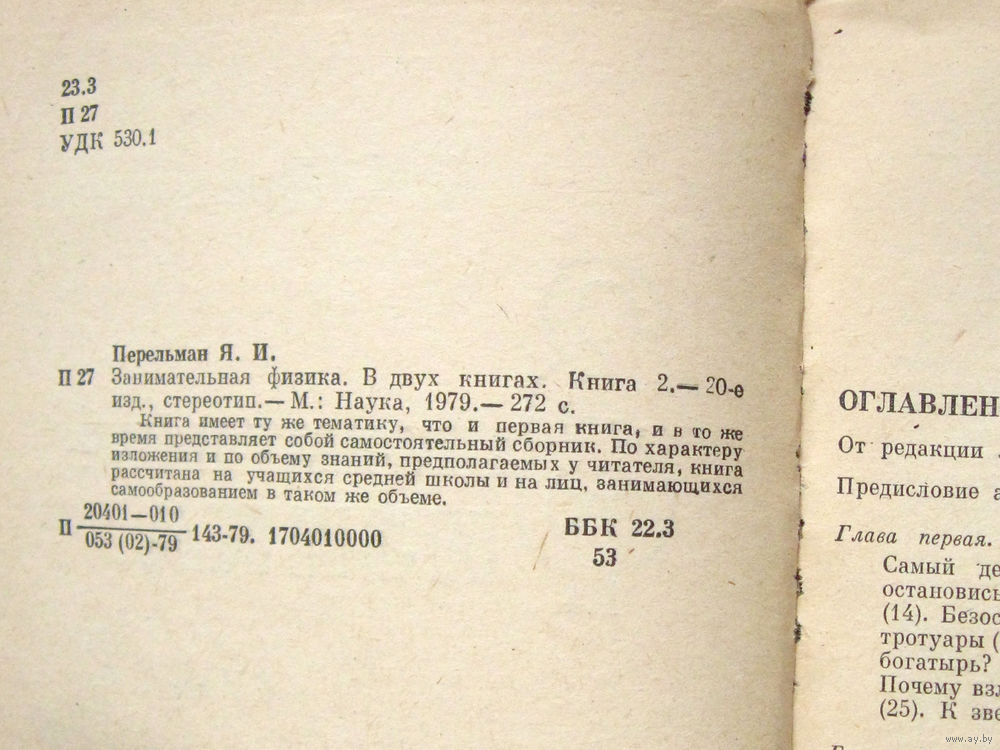 23.3
П 27
УДК 530.1
Перельман Я. И.
П 27 Занимательная физика. В двух книгах. Книга 2.— 20-е
изд., стереотип.— М.: Наука, 1979.— 272 с.
Книга имеет ту же тематику, что и первая книга, и в то же
время представляет собой самостоятельный сборник. По характеру
изложения и по объему знаний, предполагаемых у читателя, книга
рассчитана на учащихся средней школы и на лиц, занимающихся
самообразованием в таком же объеме.
20401—010
П 143-79. 1704010000
053 (02)-79
ББК 22.3
53
ОГЛАВЛЕН
От редакции
Предисловие а
Глава первая.
Самый де
остановись
(14). Безос
тротуары (
богатырь?
Почему взл
(25). К зве
www.ay.by